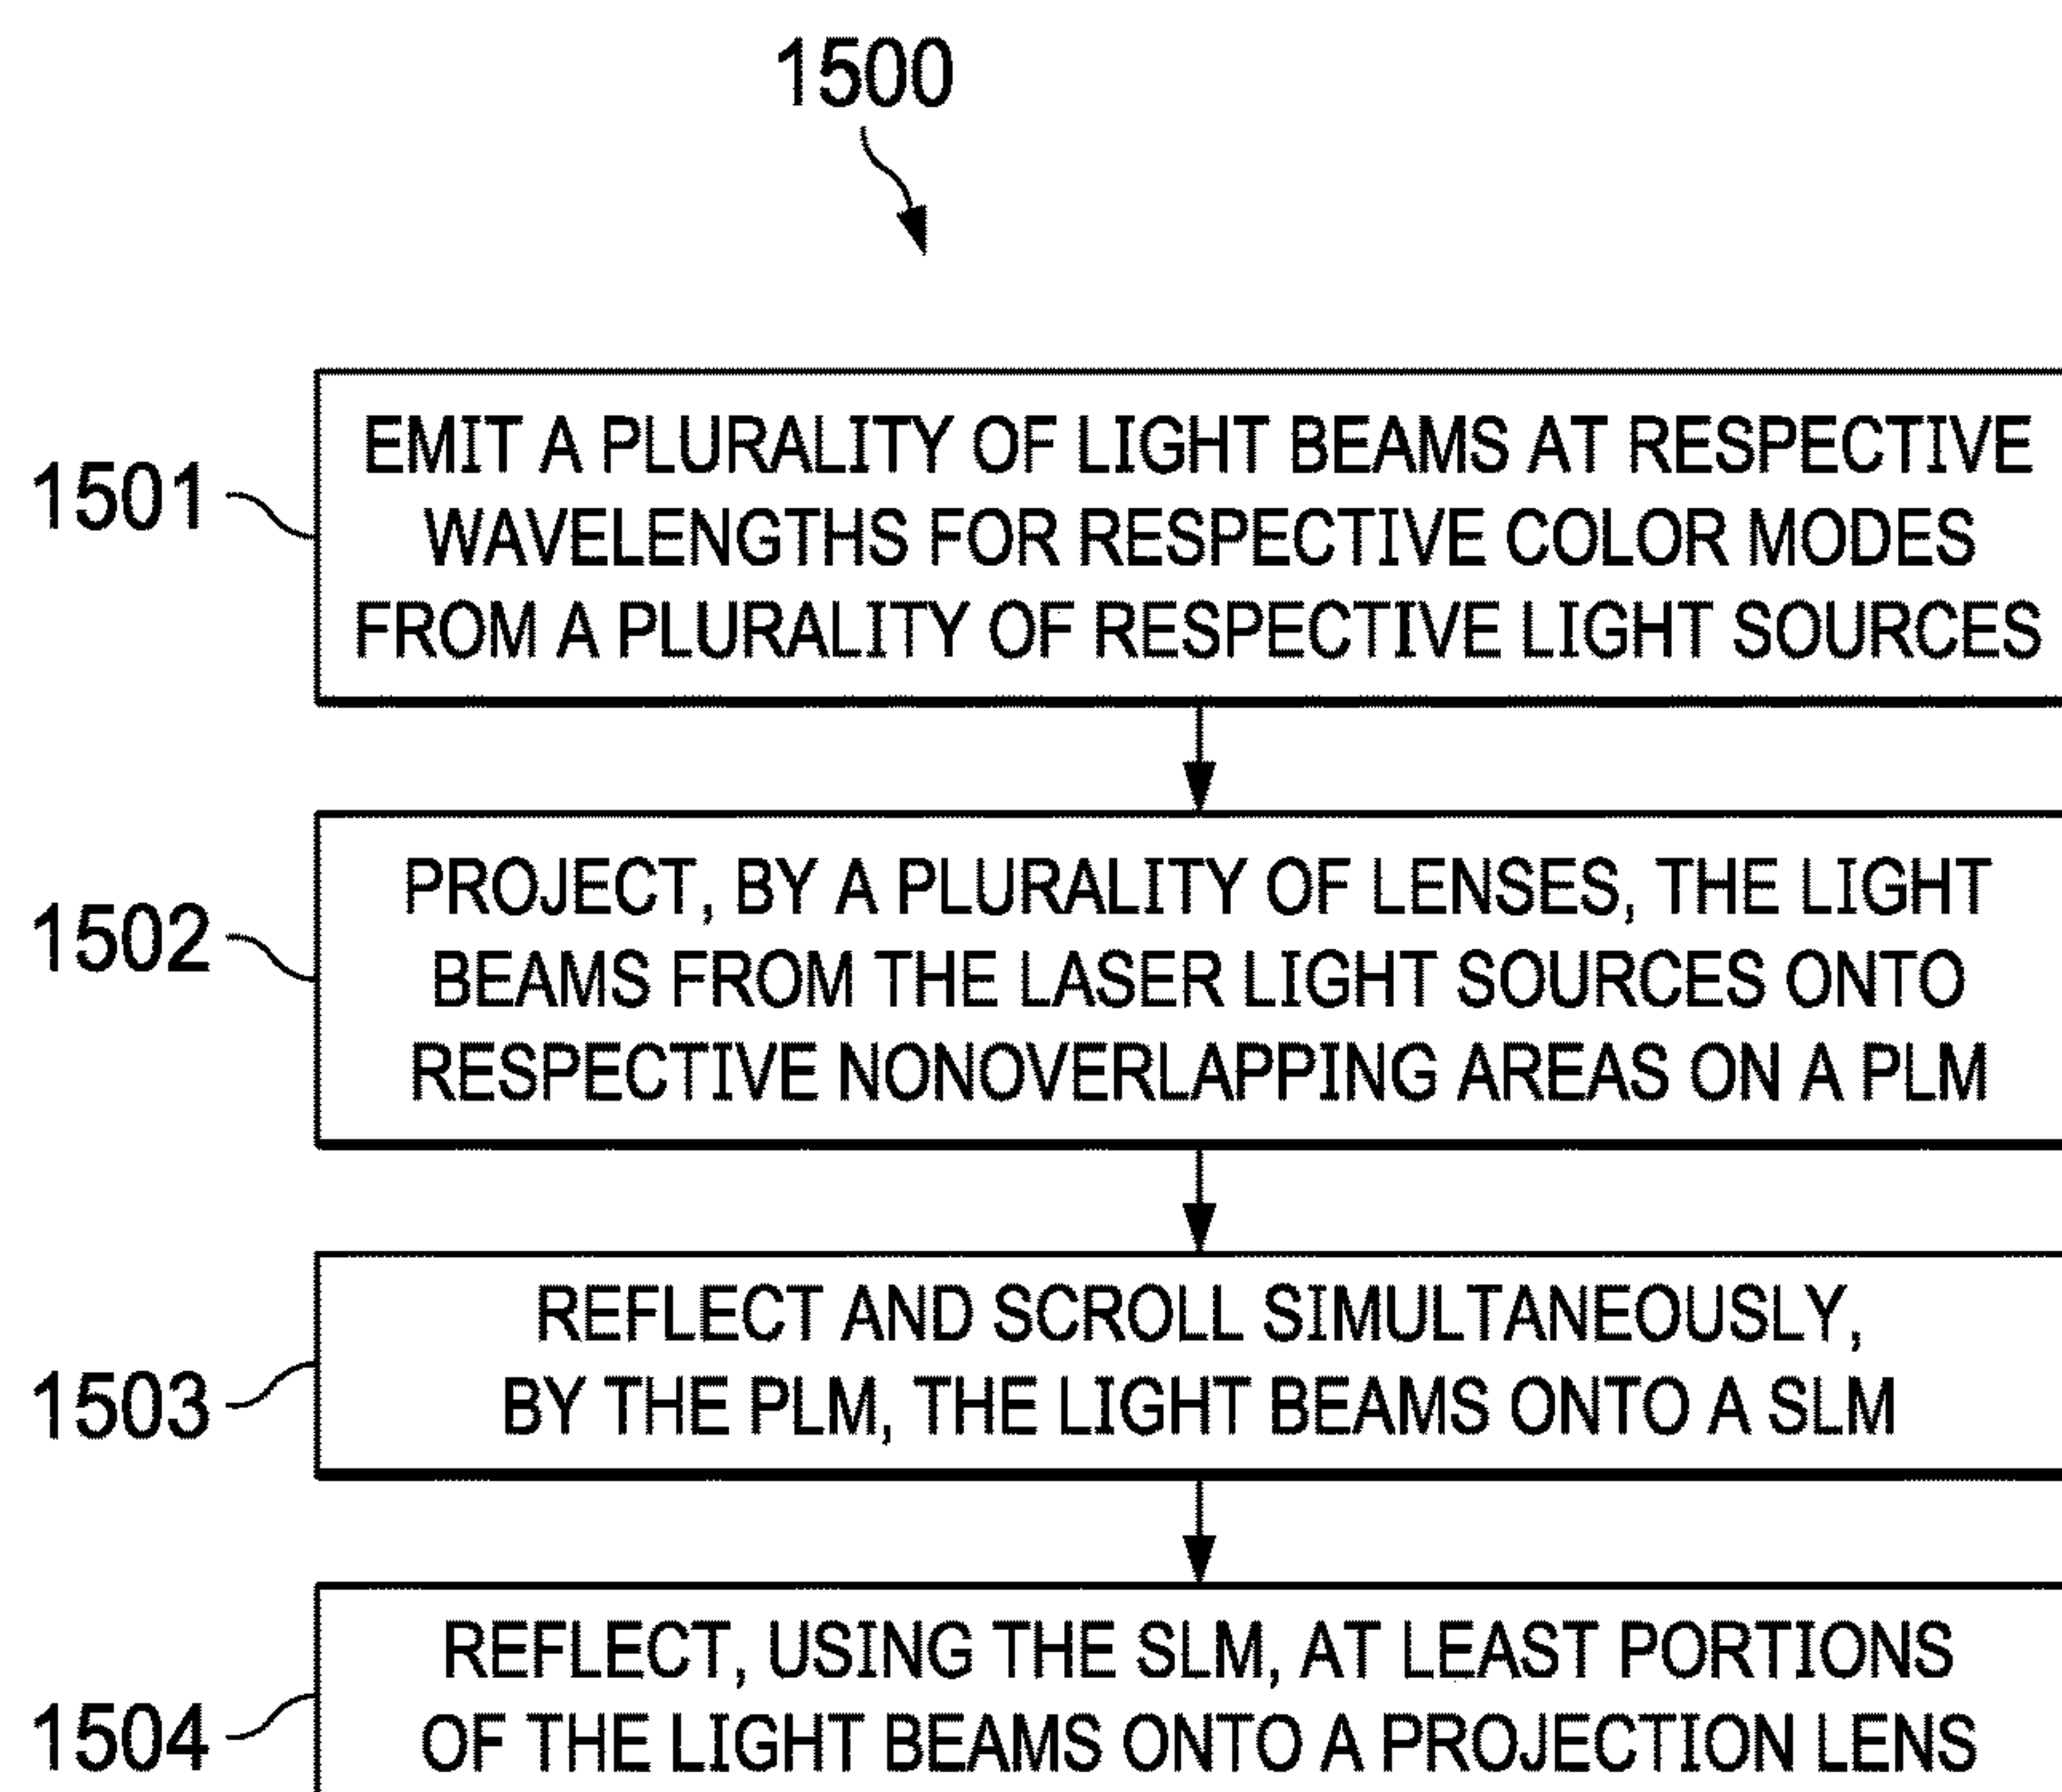 1500
1501
EMIT A PLURALITY OF LIGHT BEAMS AT RESPECTIVE
WAVELENGTHS FOR RESPECTIVE COLOR MODES
FROM A PLURALITY OF RESPECTIVE LIGHT SOURCES
1502
PROJECT, BY A PLURALITY OF LENSES, THE LIGHT
BEAMS FROM THE LASER LIGHT SOURCES ONTO
RESPECTIVE NONOVERLAPPING AREAS ON A PLM
1503
REFLECT AND SCROLL SIMULTANEOUSLY,
BY THE PLM, THE LIGHT BEAMS ONTO A SLM
1504
REFLECT, USING THE SLM, AT LEAST PORTIONS
OF THE LIGHT BEAMS ONTO A PROJECTION LENS